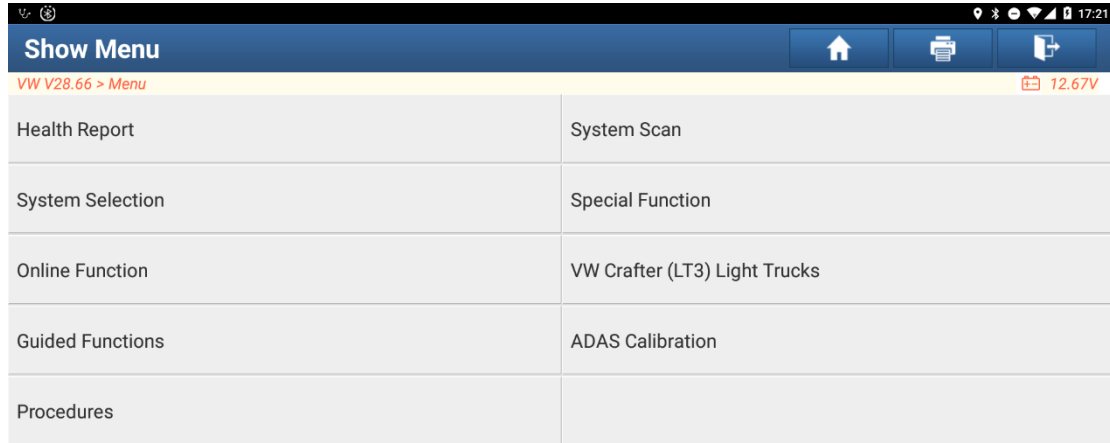 17:21
Show Menu
VW V28.66 > Menu
12.67V
Health Report
System Scan
System Selection
Special Function
Online Function
VW Crafter (LT3) Light Trucks
Guided Functions
ADAS Calibration
Procedures